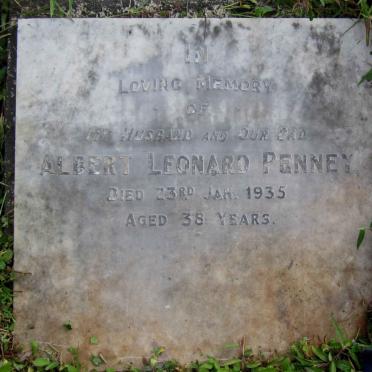 IN
LOVING MEMORY
OF
MY HUSBAND AND OUR DAD
ALBERT LEONARD PENNEY
DIED 23RD JAN. 1935
AGED 38 YEARS.